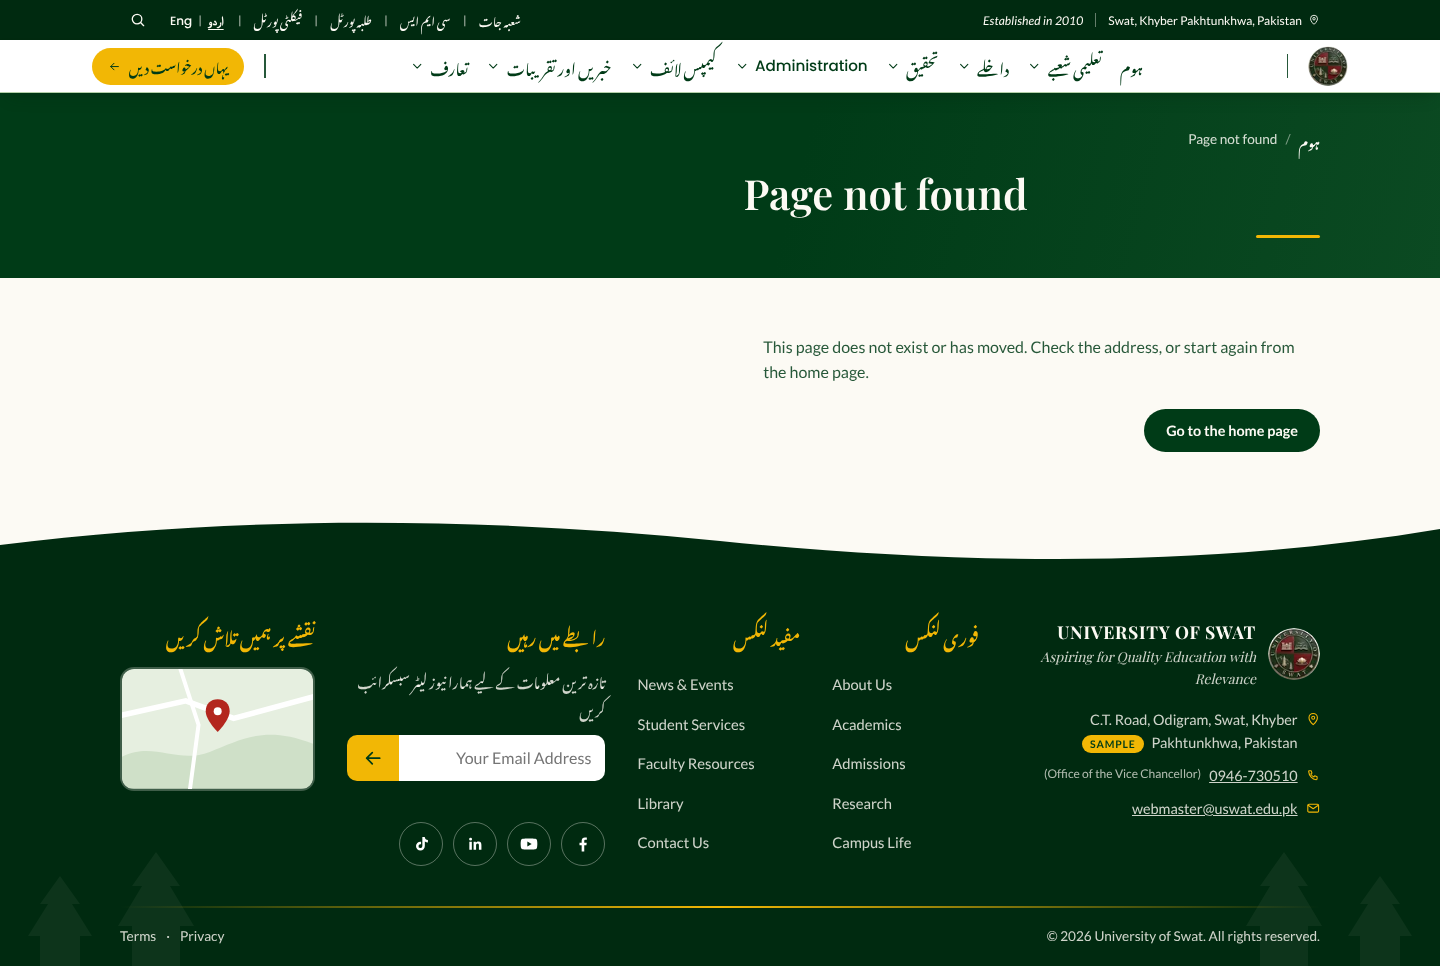 Swat, Khyber Pakhtunkhwa, Pakistan | Established in 2010
شعبہ جات | سی ایم ایس | طلبہ پورٹل | فیکلٹی پورٹل | اردو | Eng
ہوم تعلیمی شعبے داخلے تحقیق Administration کیمپس لائف خبریں اور تقریبات تعارف
یہاں درخواست دیں
ہوم / Page not found
Page not found
This page does not exist or has moved. Check the address, or start again from
the home page.
Go to the home page
UNIVERSITY OF SWAT
Aspiring for Quality Education with
Relevance
C.T. Road, Odigram, Swat, Khyber
Pakhtunkhwa, Pakistan SAMPLE
0946-730510 (Office of the Vice Chancellor)
webmaster@uswat.edu.pk
فوری لنکس
About Us
Academics
Admissions
Research
Campus Life
مفید لنکس
News & Events
Student Services
Faculty Resources
Library
Contact Us
رابطے میں رہیں
تازہ ترین معلومات کے لیے ہمارا نیوز لیٹر سبسکرائب
کریں
Your Email Address
نقشے پر ہمیں تلاش کریں
© 2026 University of Swat. All rights reserved.
Terms · Privacy